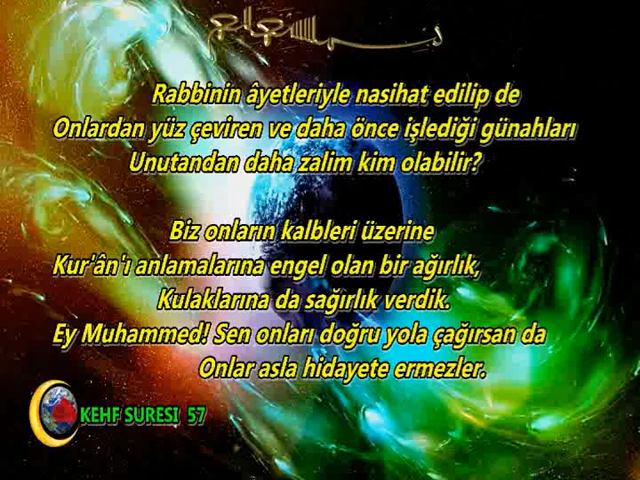 Rabbinin âyetleriyle nasihat edilip de
Onlardan yüz çeviren ve daha önce işlediği günahları
Unutandan daha zalim kim olabilir?
Biz onların kalbleri üzerine
Kur'ân'ı anlamalarına engel olan bir ağırlık,
Kulaklarına da sağırlık verdik.
Ey Muhammed! Sen onları doğru yola çağırsan da
Onlar asla hidayete ermezler.
KEHF SURESI 57